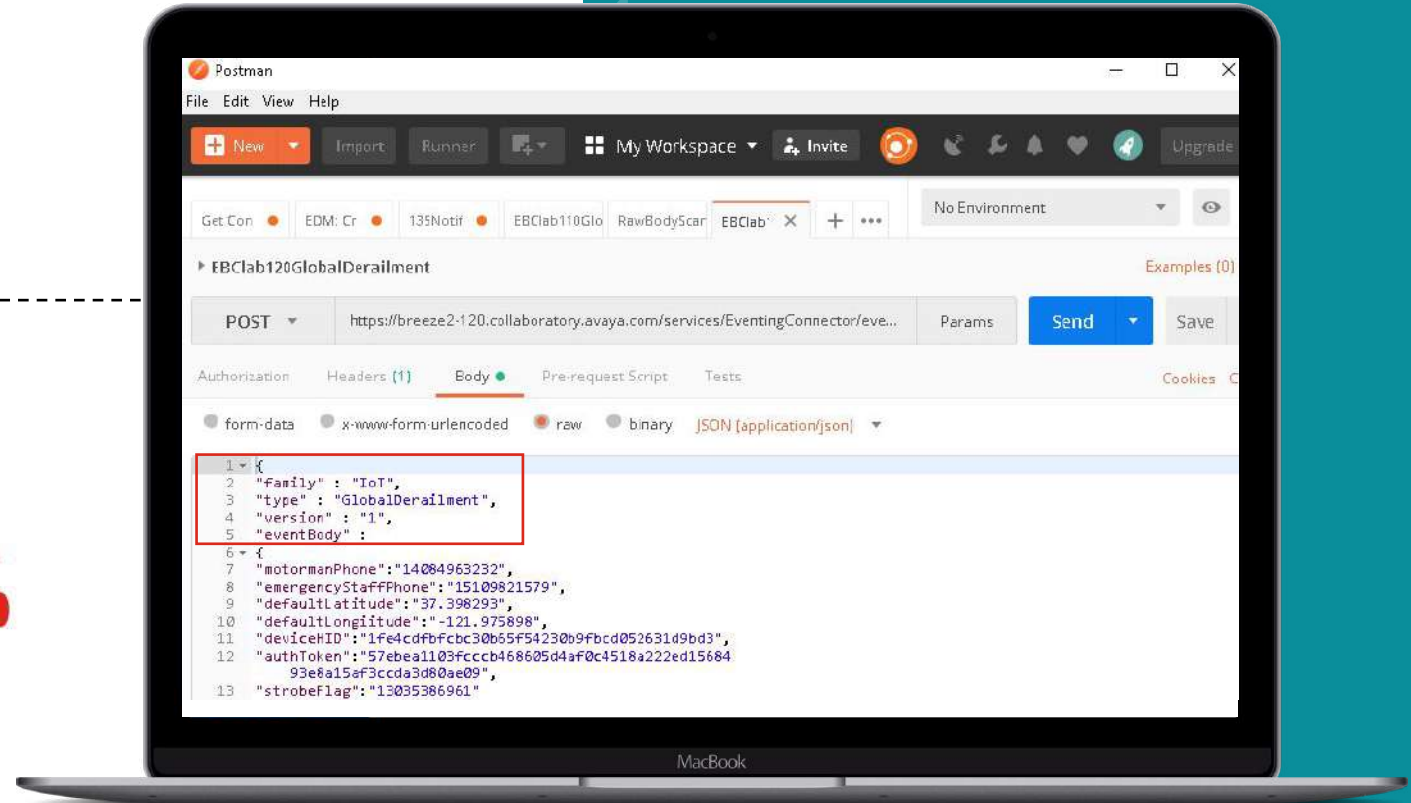 Postman
File Edit View Help
New Import Runner My Workspace Invite Upgrade
Get Con EDM: Cr 135Notif EBClab110Glo RawBodyScan EBClab1 No Environment
EBClab120GlobalDerailment Examples (0)
POST https://breeze2-120.collaboratory.avaya.com/services/EventingConnector/eve... Params Send Save
Authorization Headers (1) Body Pre-request Script Tests Cookies C
form-data x-www-form-urlencoded raw binary JSON (application/json)
1 {
2 "family" : "IoT",
3 "type" : "GlobalDerailment",
4 "version" : "1",
5 "eventBody" :
6 {
7 "motormanPhone":"14084963232",
8 "emergencyStaffPhone":"15109821579",
9 "defaultLatitude":"37.398293",
10 "defaultLongiitude":"-121.975898",
11 "deviceHID":"1fe4cdfbfcbc30b65f54230b9fbcd052631d9bd3",
12 "authToken":"57ebea1103fcccb468605d4af0c4518a222ed15684
93e8a15af3ccda3d80ae09",
13 "strobeFlag":"13035386961"
MacBook